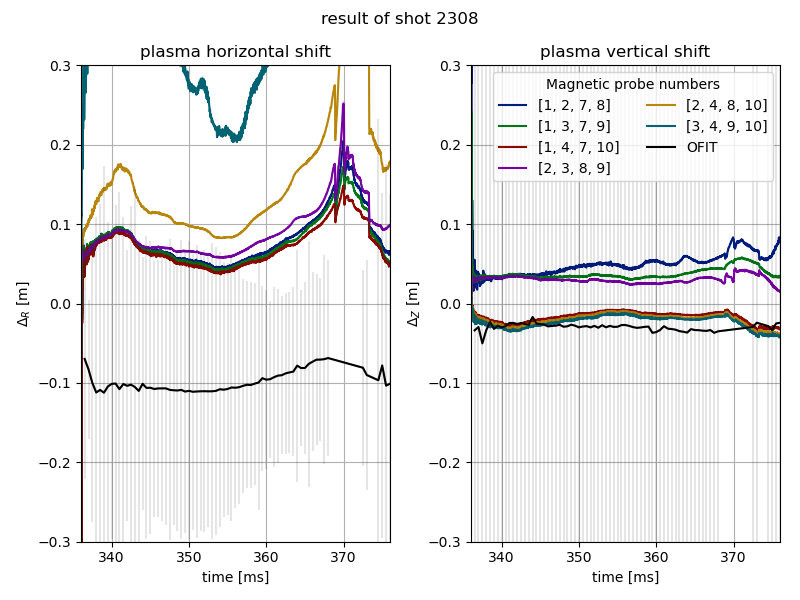 result of shot 2308
plasma horizontal shift
0.3
0.2
0.1
0.0
−0.1
−0.2
−0.3
Δ_R [m]
340
350
360
370
time [ms]
plasma vertical shift
Magnetic probe numbers
[1, 2, 7, 8]
[1, 3, 7, 9]
[1, 4, 7, 10]
[2, 3, 8, 9]
[2, 4, 8, 10]
[3, 4, 9, 10]
OFIT
0.3
0.2
0.1
0.0
−0.1
−0.2
−0.3
Δ_Z [m]
340
350
360
370
time [ms]